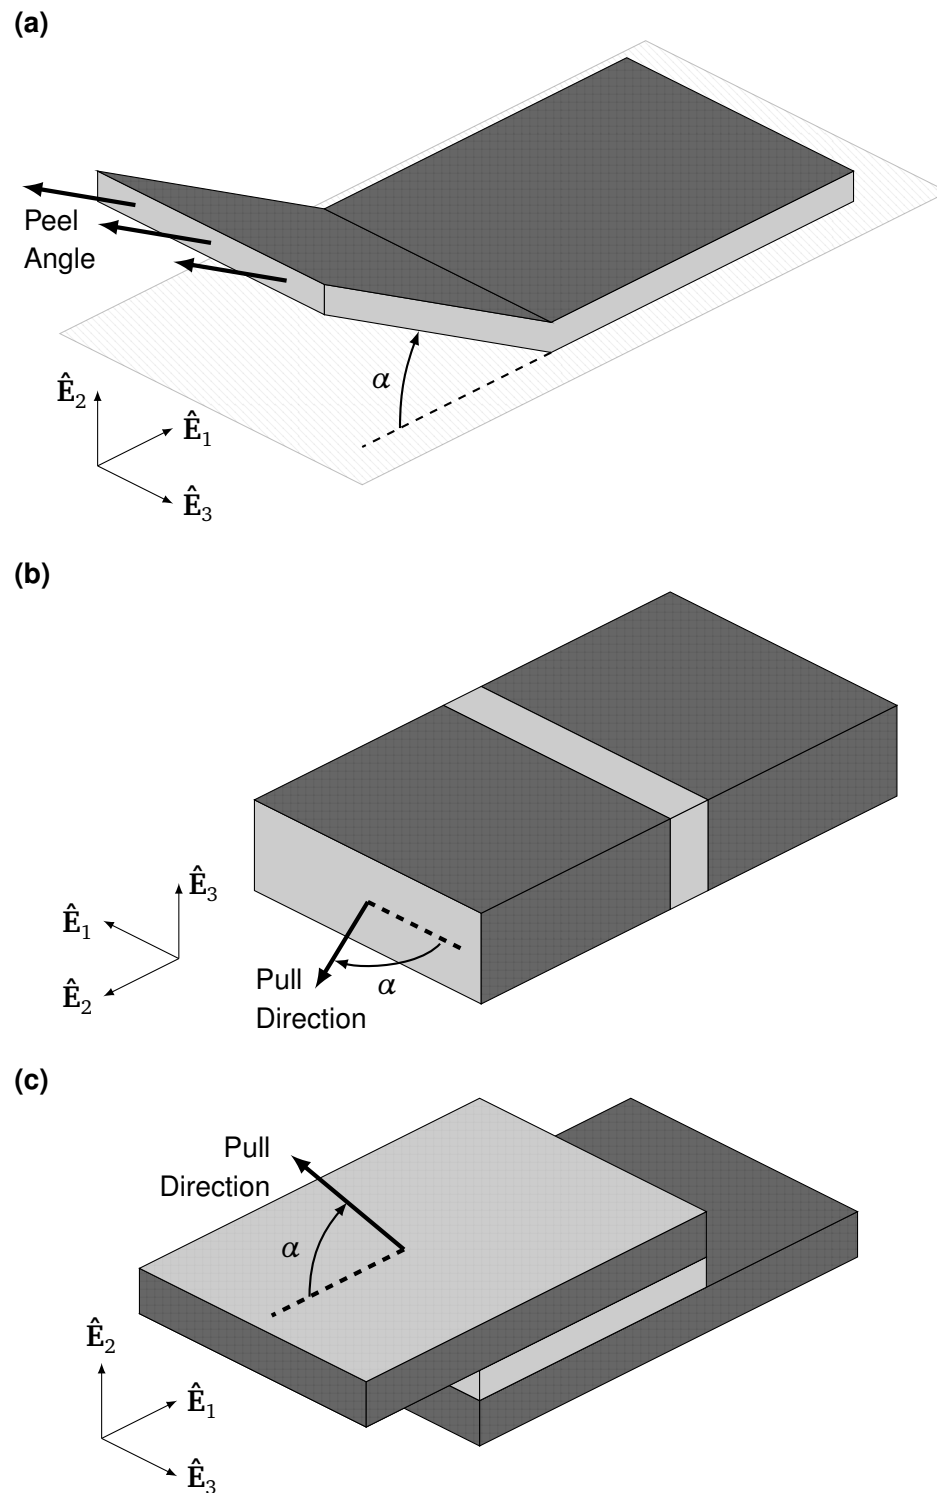 (a)
Peel
Angle
α
Ê₂
Ê₁
Ê₃
(b)
Ê₃
Ê₁
Ê₂
Pull
Direction
α
(c)
Pull
Direction
α
Ê₂
Ê₁
Ê₃